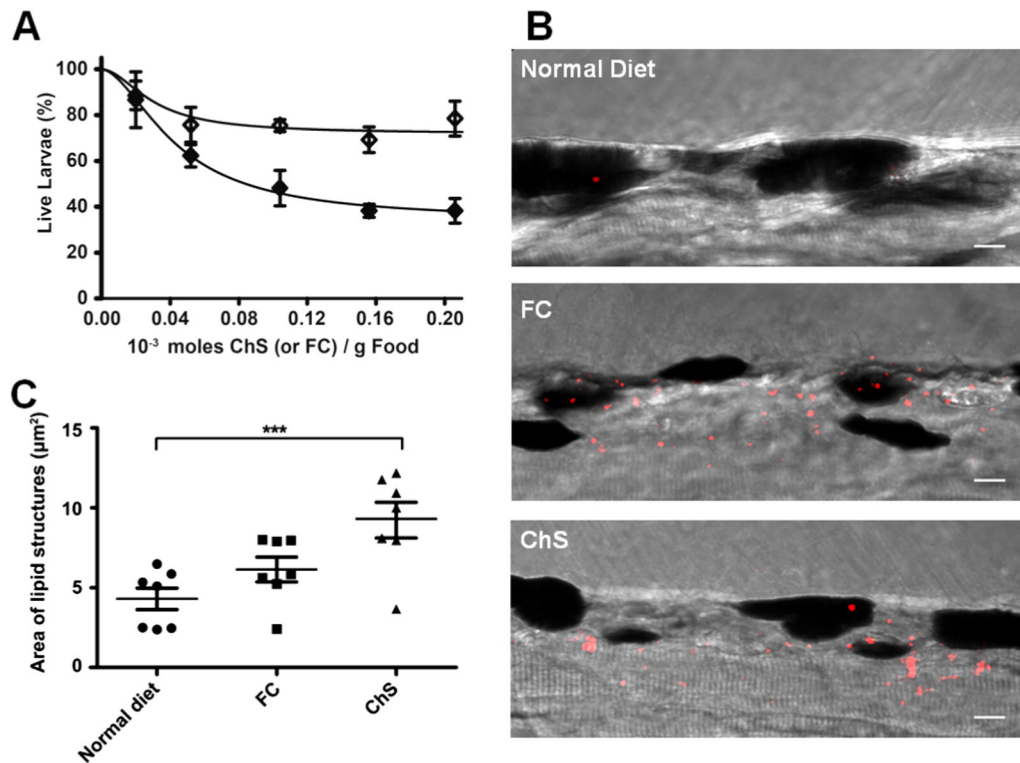 A
Live Larvae (%)
100
80
60
40
20
0
0.00 0.04 0.08 0.12 0.16 0.20
10⁻³ moles ChS (or FC) / g Food
B
Normal Diet
FC
ChS
C
Area of lipid structures (µm²)
15
10
5
0
***
Normal diet
FC
ChS